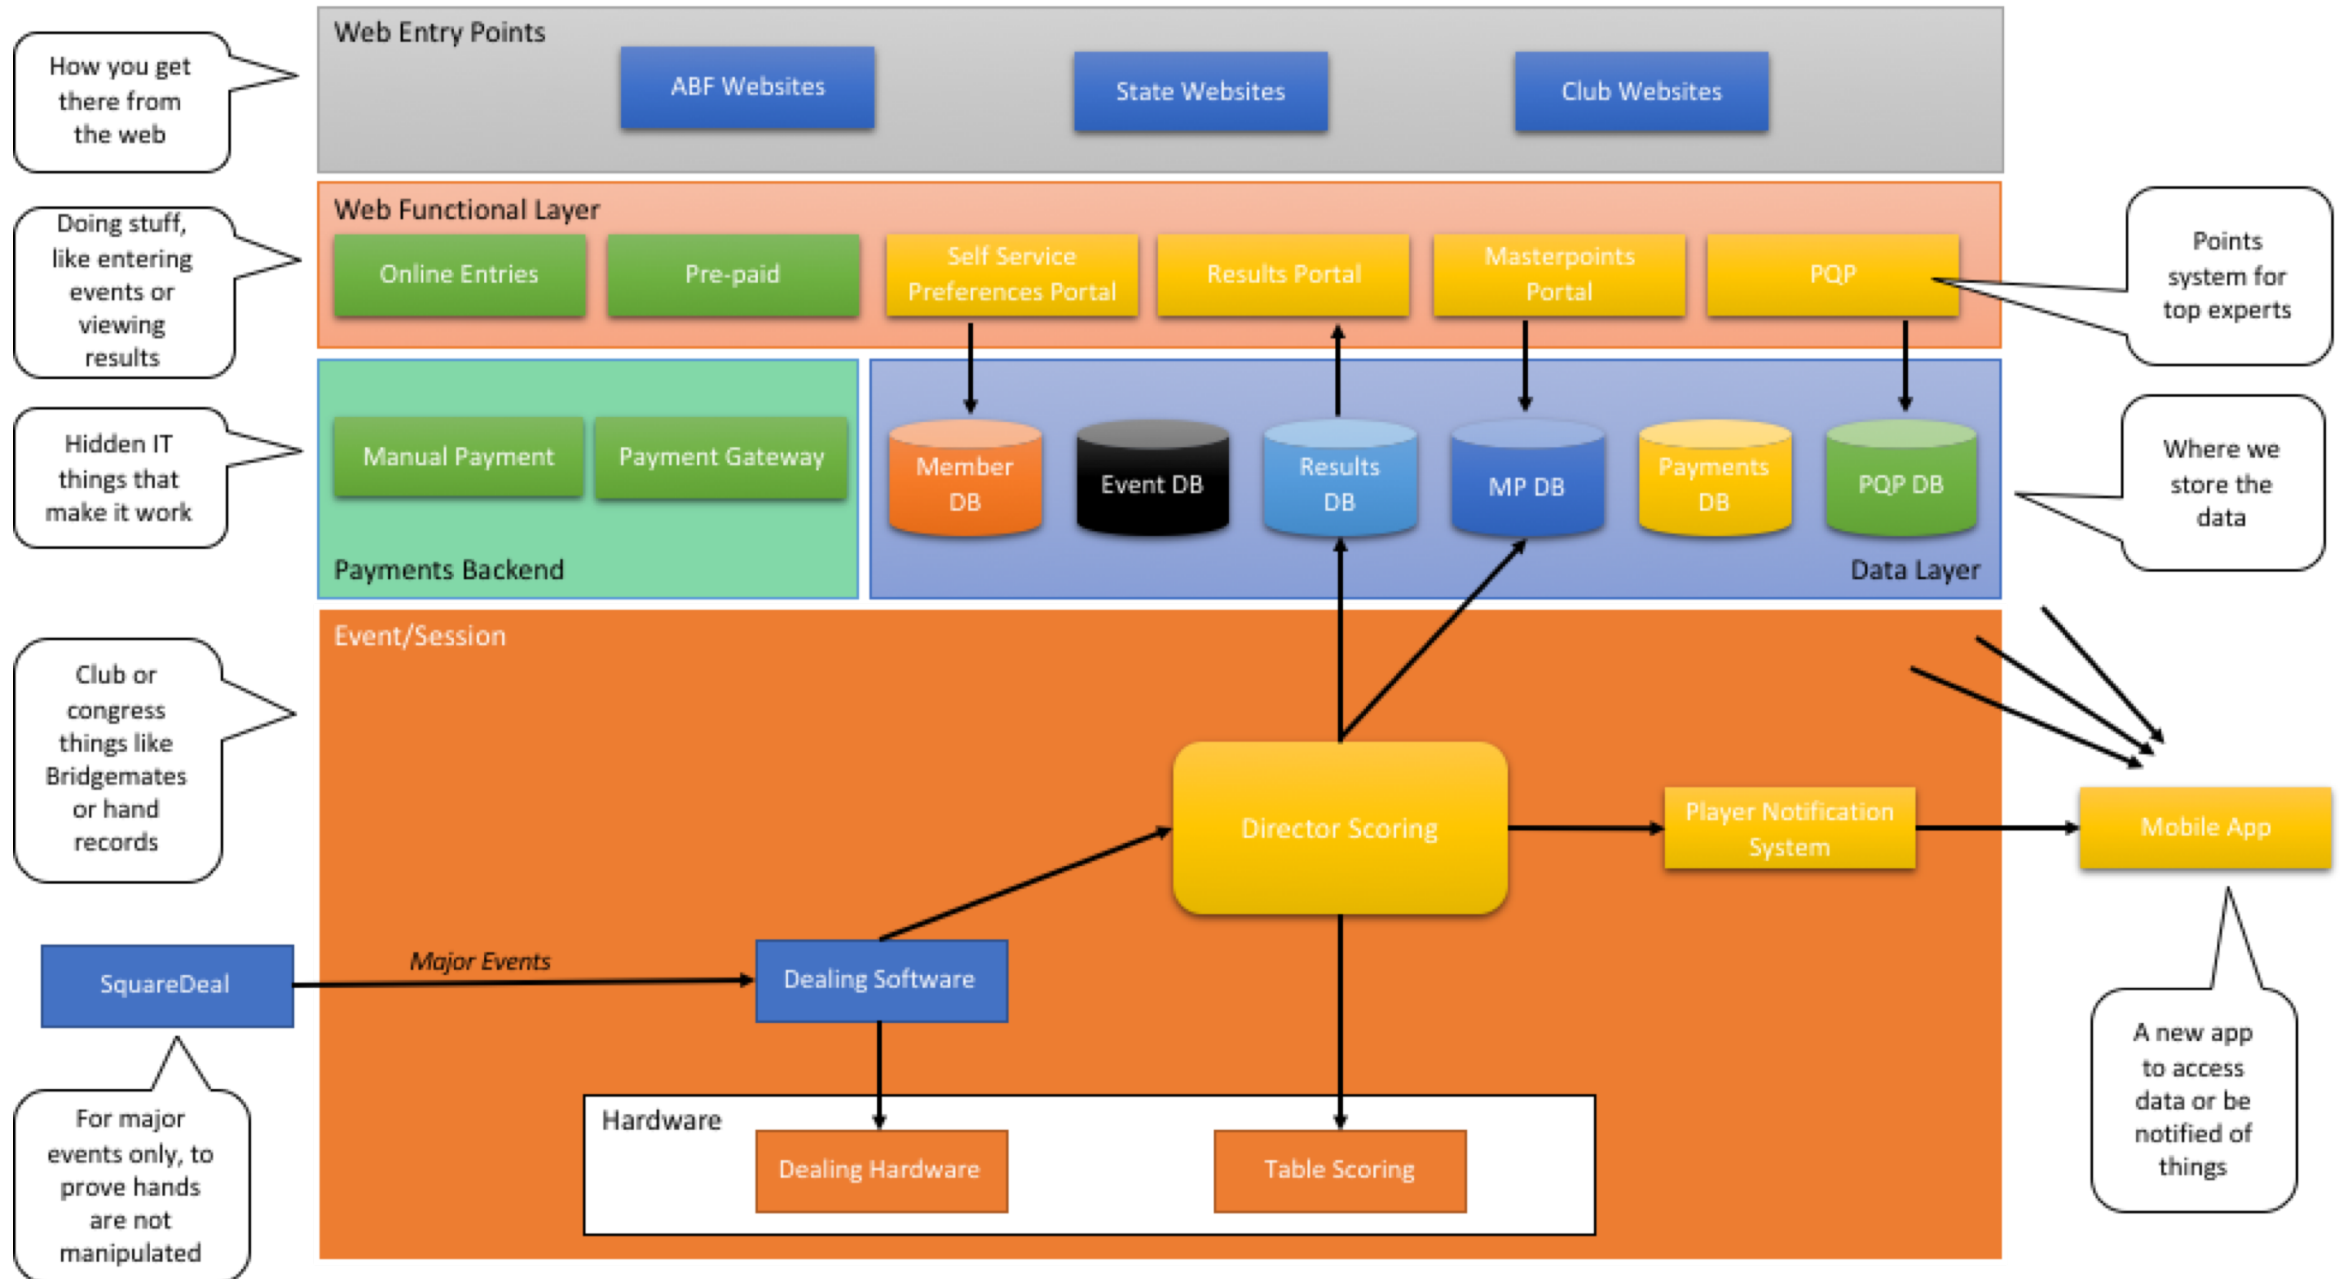 Web Entry Points
How you get
there from
the web
ABF Websites
State Websites
Club Websites
Web Functional Layer
Doing stuff,
like entering
events or
viewing
results
Online Entries
Pre-paid
Self Service
Preferences Portal
Results Portal
Masterpoints
Portal
PQP
Points
system for
top experts
Hidden IT
things that
make it work
Manual Payment
Payment Gateway
Payments Backend
Member
DB
Event DB
Results
DB
MP DB
Payments
DB
PQP DB
Data Layer
Where we
store the
data
Event/Session
Club or
congress
things like
Bridgemates
or hand
records
Director Scoring
Player Notification
System
Mobile App
SquareDeal
Major Events
Dealing Software
For major
events only, to
prove hands
are not
manipulated
Hardware
Dealing Hardware
Table Scoring
A new app
to access
data or be
notified of
things